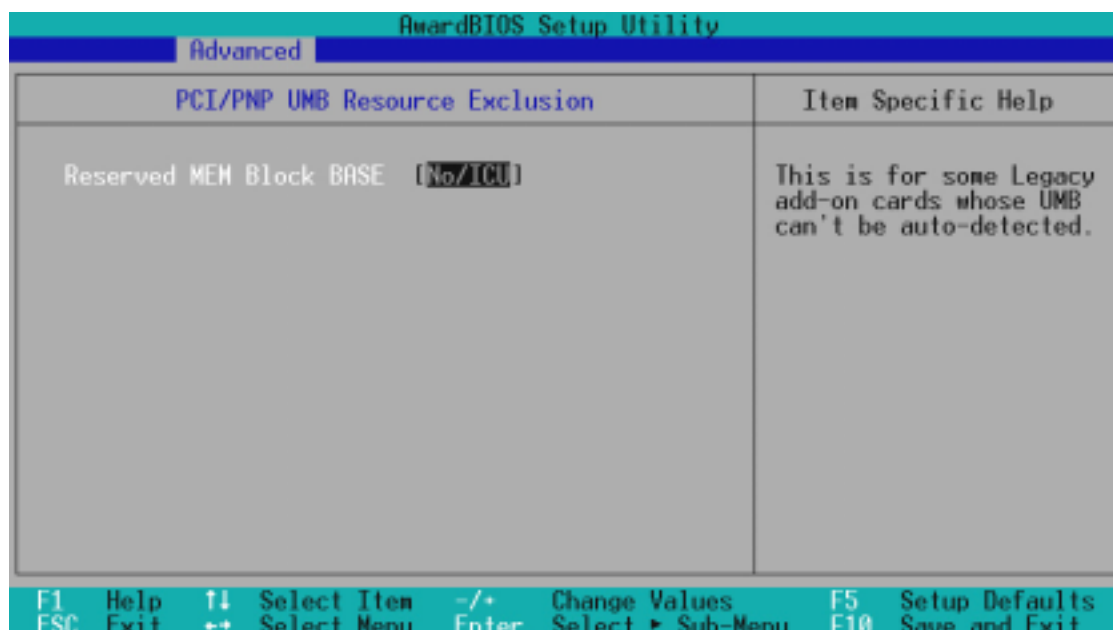 AwardBIOS Setup Utility
Advanced
PCI/PNP UMB Resource Exclusion
Item Specific Help
Reserved MEM Block BASE [No/ICU]
This is for some Legacy
add-on cards whose UMB
can't be auto-detected.
F1 Help ↑↓ Select Item -/+ Change Values F5 Setup Defaults
ESC Exit ←→ Select Menu Enter Select ► Sub-Menu F10 Save and Exit